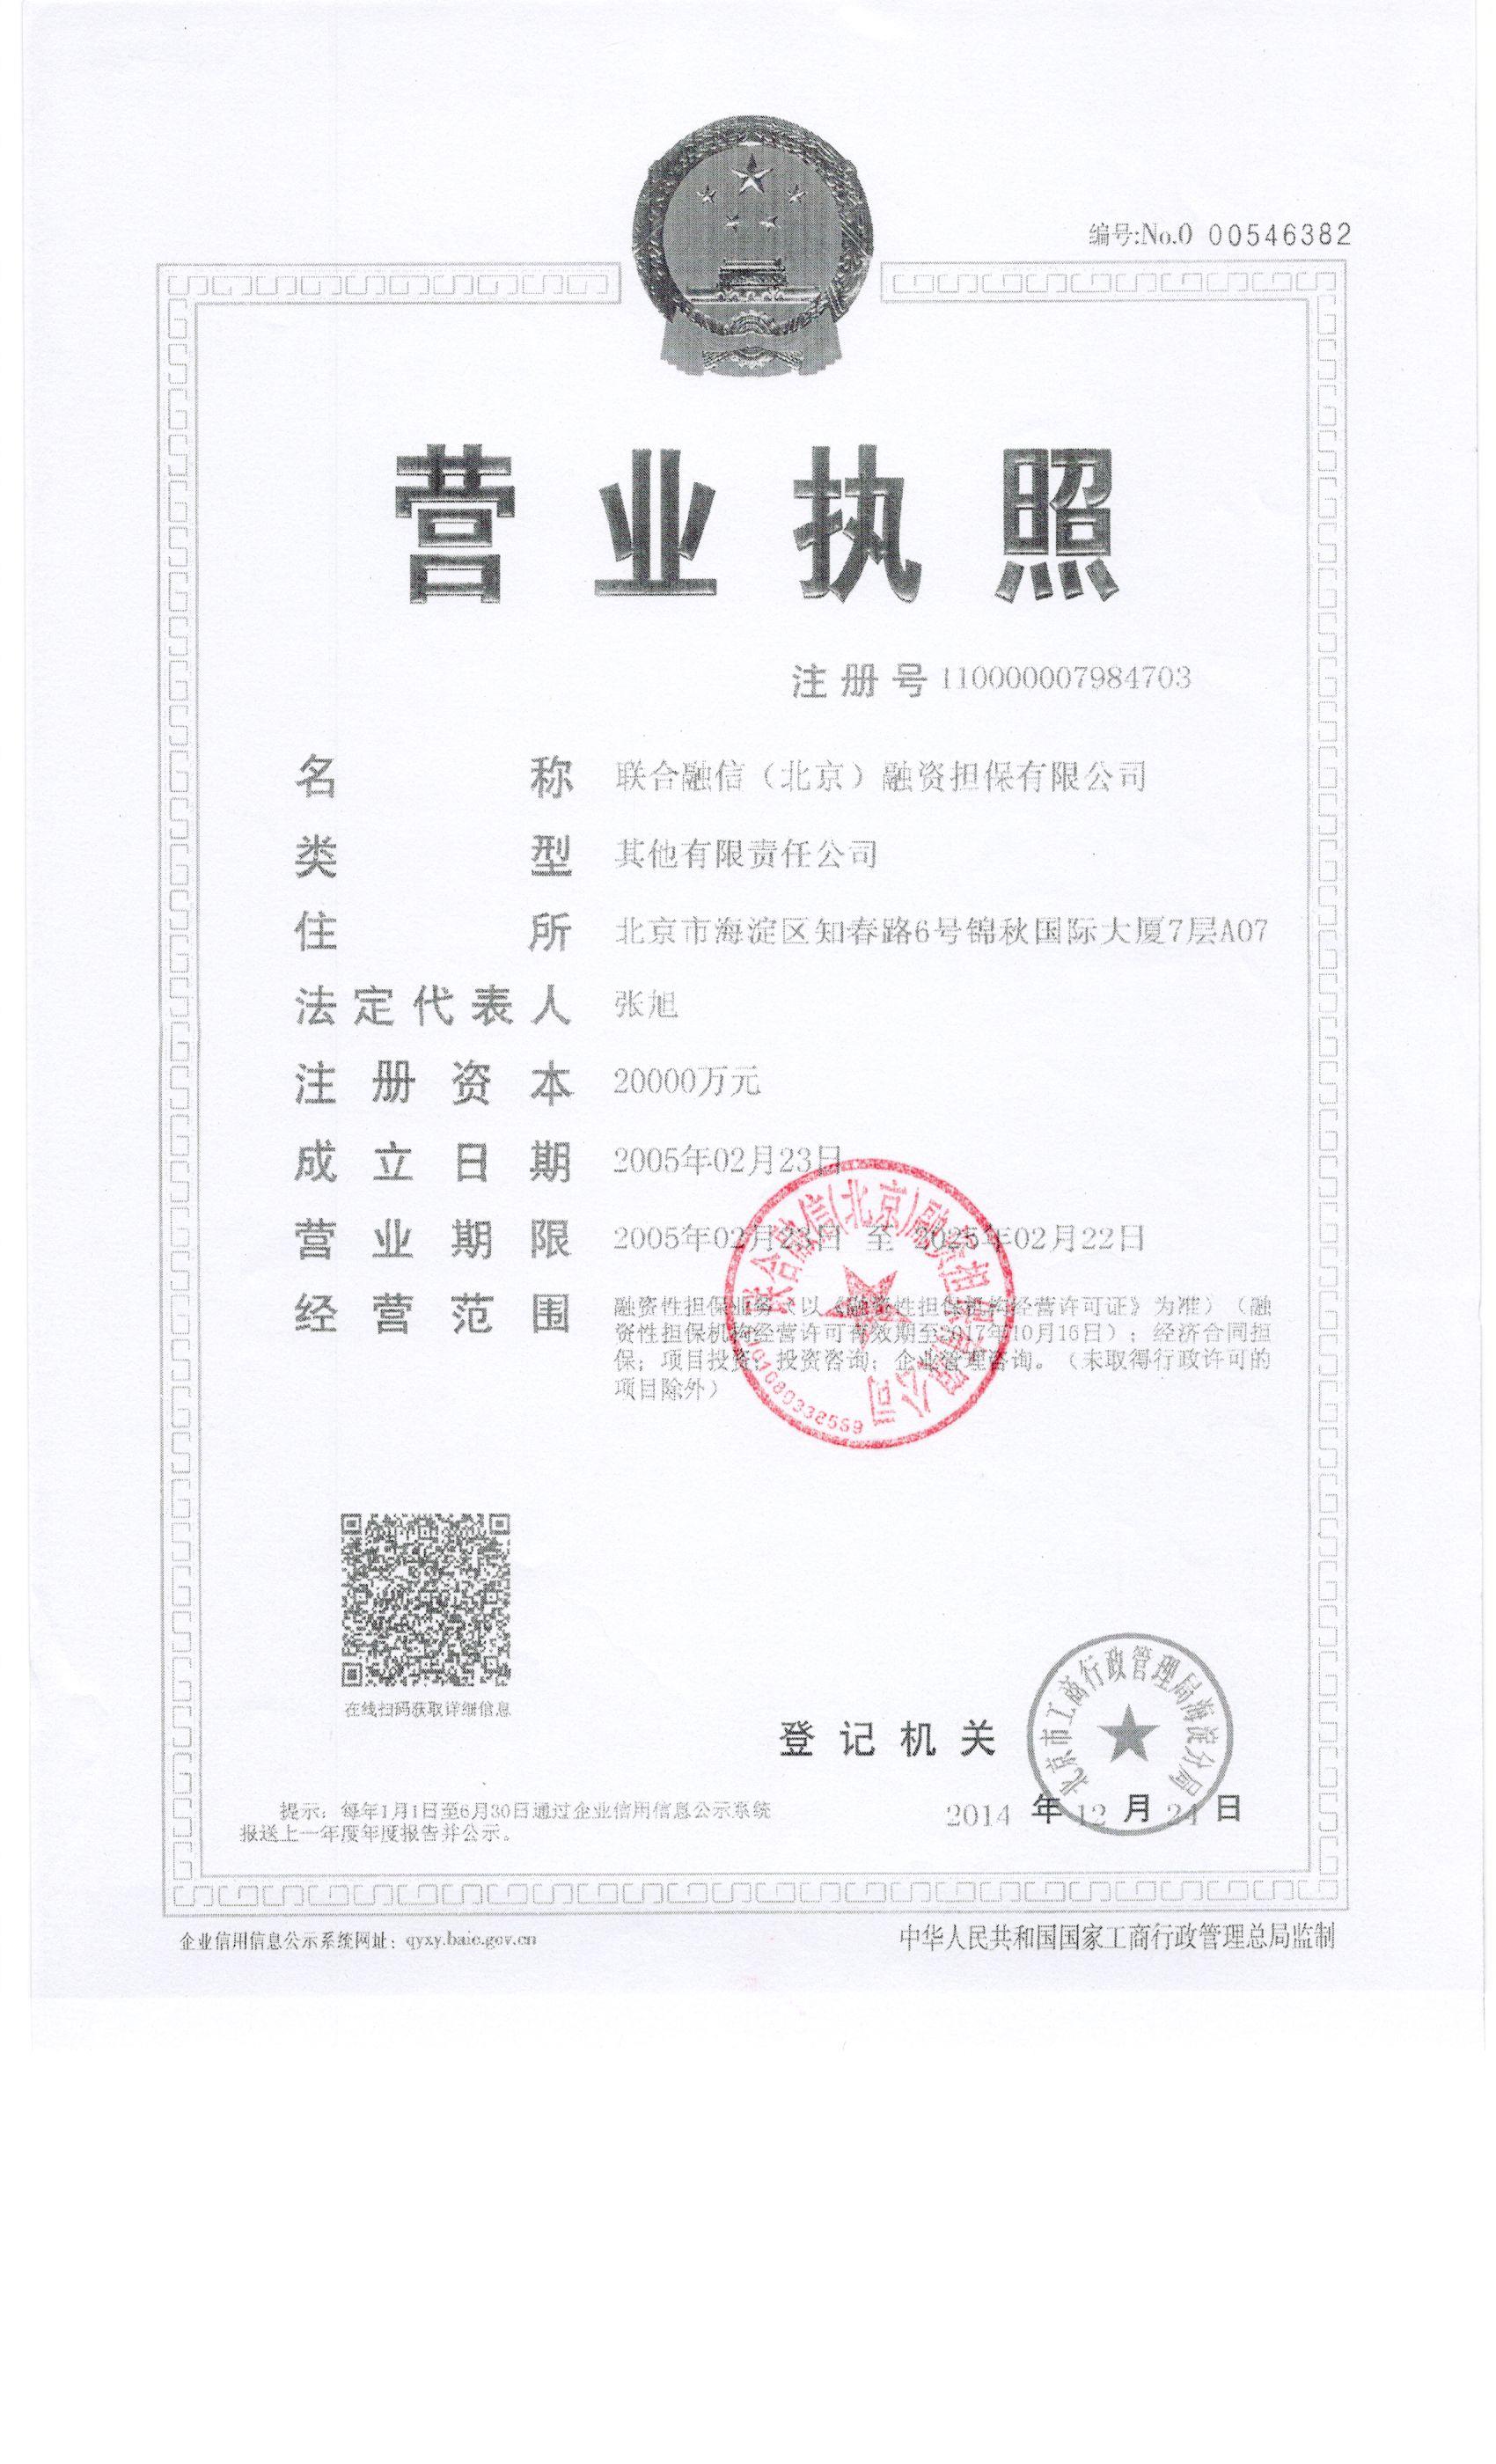 编号:No.0 00546382
营业执照
注册号110000007984703
名称 联合融信（北京）融资担保有限公司
类型 其他有限责任公司
住所 北京市海淀区知春路6号锦秋国际大厦7层A07
法定代表人 张旭
注册资本 20000万元
成立日期 2005年02月23日
营业期限 2005年02月23日 至 2025年02月22日
经营范围 融资性担保业务（以《融资性担保机构经营许可证》为准）（融
资性担保机构经营许可有效期至2017年10月16日）；经济合同担
保；项目投资；投资咨询；企业管理咨询。（未取得行政许可的
项目除外）
联合融信(北京)融资担保有限公司
在线扫码获取详细信息
登记机关
北京市工商行政管理局海淀分局
2014 年 12 月 24 日
提示：每年1月1日至6月30日通过企业信用信息公示系统
报送上一年度年度报告并公示。
企业信用信息公示系统网址：qyxy.baic.gov.cn
中华人民共和国国家工商行政管理总局监制